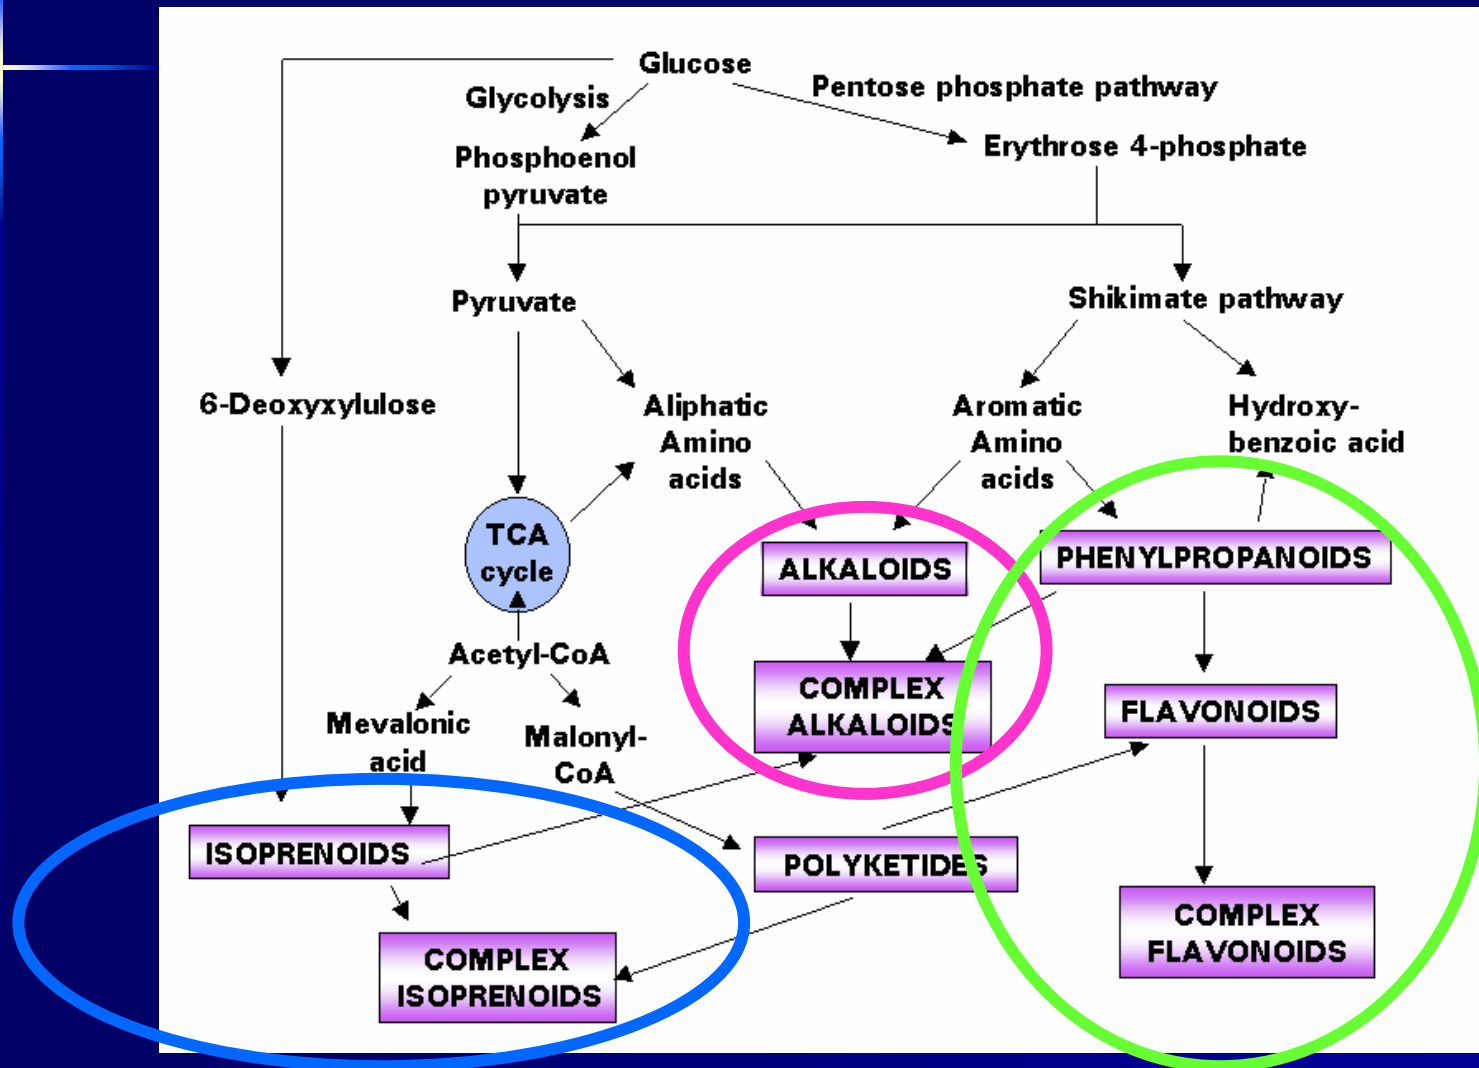 Glucose
Glycolysis
Pentose phosphate pathway
Phosphoenol
pyruvate
Erythrose 4-phosphate
Pyruvate
Shikimate pathway
6-Deoxyxylulose
Aliphatic
Amino
acids
Aromatic
Amino
acids
Hydroxy-
benzoic acid
TCA
cycle
ALKALOIDS
PHENYLPROPANOIDS
Acetyl-CoA
Mevalonic
acid
Malonyl-
CoA
COMPLEX
ALKALOIDS
FLAVONOIDS
ISOPRENOIDS
POLYKETIDES
COMPLEX
ISOPRENOIDS
COMPLEX
FLAVONOIDS